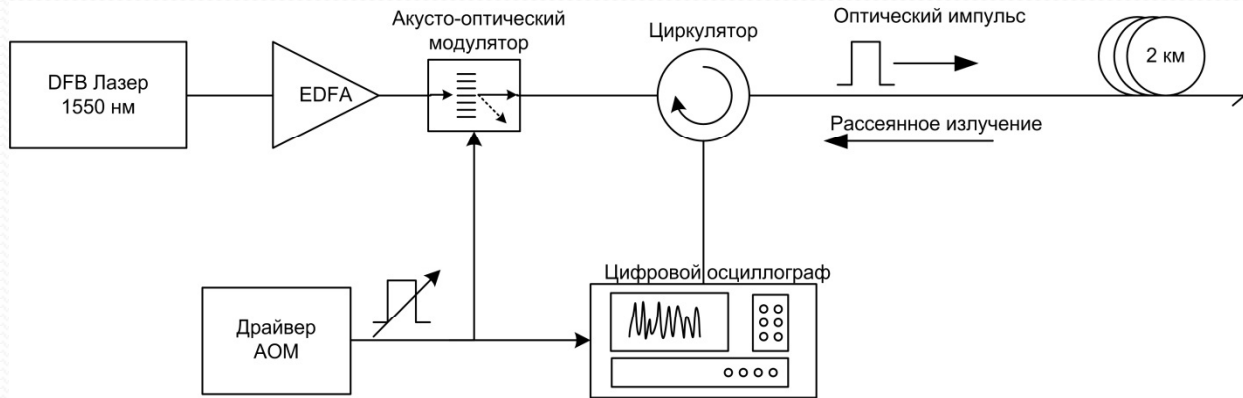 Акусто-оптический
модулятор
Циркулятор
Оптический импульс
DFB Лазер
1550 нм
EDFA
2 км
Рассеянное излучение
Цифровой осциллограф
Драйвер
АОМ